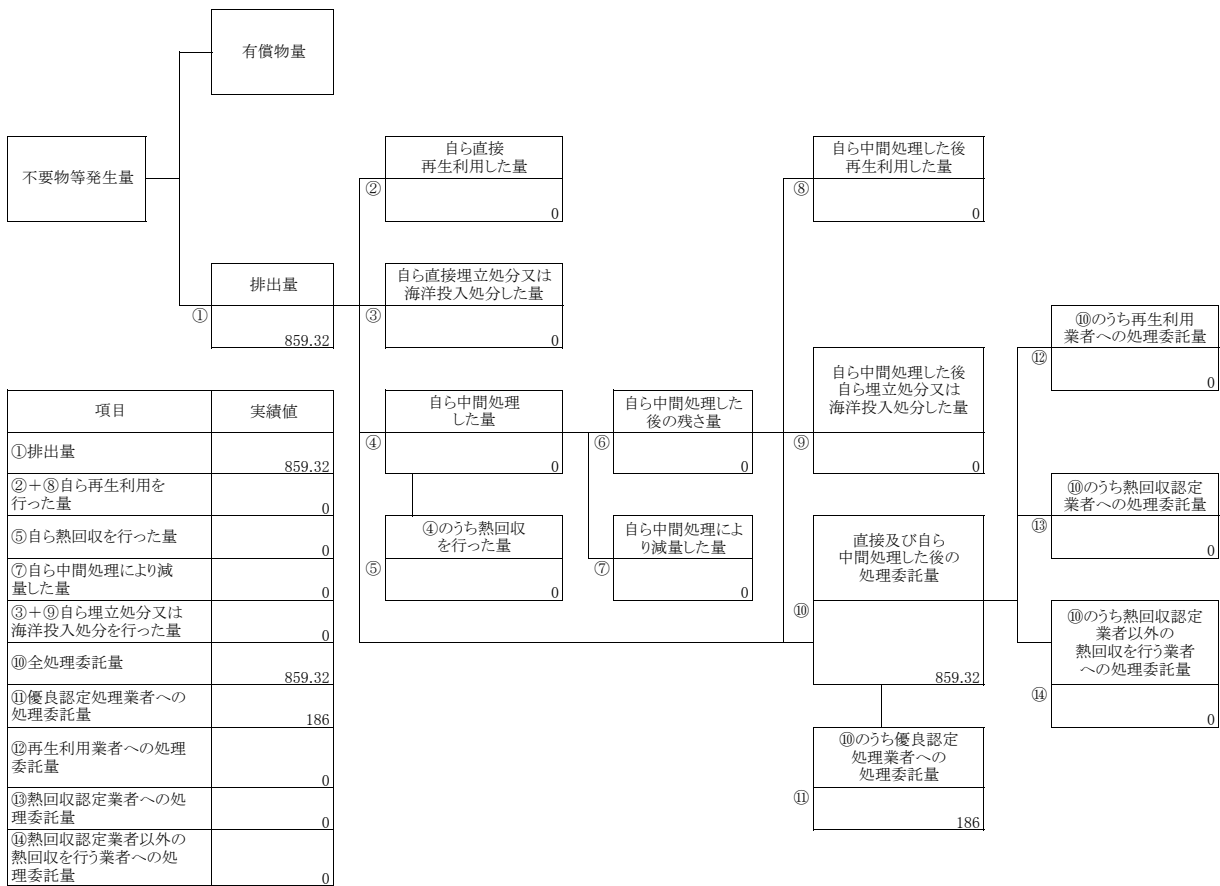 有償物量
不要物等発生量
自ら直接
再生利用した量
②
0
自ら中間処理した後
再生利用した量
⑧
0
排出量
①
859.32
自ら直接埋立処分又は
海洋投入処分した量
③
0
⑩のうち再生利用
業者への処理委託量
⑫
0
自ら中間処理
した量
④
0
自ら中間処理した
後の残さ量
⑥
0
自ら中間処理した後
自ら埋立処分又は
海洋投入処分した量
⑨
0
⑩のうち熱回収認定
業者への処理委託量
⑬
0
④のうち熱回収
を行った量
⑤
0
自ら中間処理によ
り減量した量
⑦
0
直接及び自ら
中間処理した後の
処理委託量
⑩
859.32
⑩のうち熱回収認定
業者以外の
熱回収を行う業者
への処理委託量
⑭
0
⑩のうち優良認定
処理業者への
処理委託量
⑪
186
項目 実績値
①排出量
859.32
②+⑧自ら再生利用を
行った量
0
⑤自ら熱回収を行った量
0
⑦自ら中間処理により減
量した量
0
③+⑨自ら埋立処分又は
海洋投入処分を行った量
0
⑩全処理委託量
859.32
⑪優良認定処理業者への
処理委託量
186
⑫再生利用業者への処理
委託量
0
⑬熱回収認定業者への処
理委託量
0
⑭熱回収認定業者以外の
熱回収を行う業者への処
理委託量
0